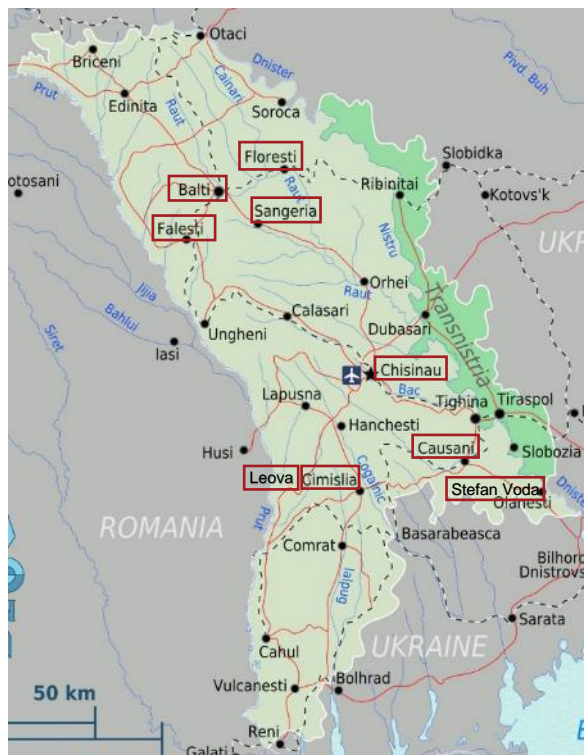 Otaci
Briceni
Dnister
Pivd. Buh
Prut
Edinita
Raut
Cainari
Soroca
Floresti
Slobidka
otosani
Balti
Raut
Ribinitai
Kotovs'k
Sangeria
Falesti
Nistru
UKR
Jijia
Orhei
Raut
Transnistria
Bahlui
Calasari
Siret
Ungheni
Dubasari
Iasi
Chisinau
Bac
Lapusna
Tighina
Tiraspol
Hanchesti
Husi
Causani
Slobozia
Cogalnic
Leova
Cimislia
Stefan Voda
Dnister
Olanesti
Prut
ROMANIA
Basarabeasca
Comrat
Bilhorod
Dnistrovs
Ialpug
Sarata
UKRAINE
Cahul
50 km
Vulcanesti
Bolhrad
Reni
Galati